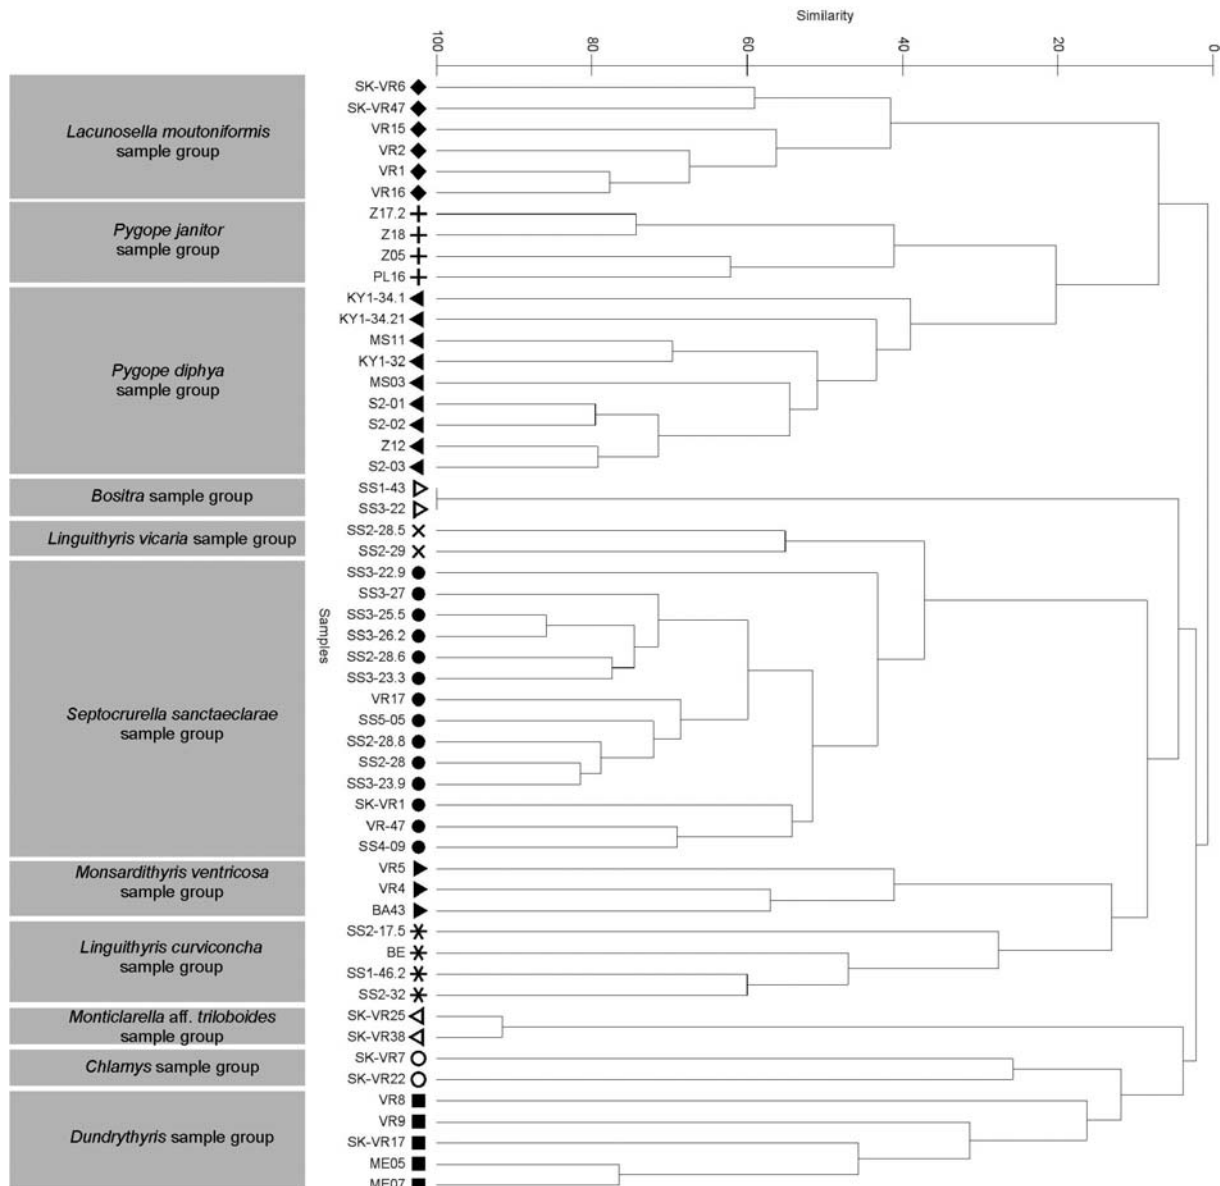 Similarity
100
80
60
40
20
0
Lacunosella moutoniformis
sample group
Pygope janitor
sample group
Pygope diphya
sample group
Bositra sample group
Linguithyris vicaria sample group
Septocrurella sanctaeclarae
sample group
Monsardithyris ventricosa
sample group
Linguithyris curviconcha
sample group
Monticlarella aff. triloboides
sample group
Chlamys sample group
Dundrythyris sample group
Samples
SK-VR6
SK-VR47
VR15
VR2
VR1
VR16
Z17.2
Z18
Z05
PL16
KY1-34.1
KY1-34.21
MS11
KY1-32
MS03
S2-01
S2-02
Z12
S2-03
SS1-43
SS3-22
SS2-28.5
SS2-29
SS3-22.9
SS3-27
SS3-25.5
SS3-26.2
SS2-28.6
SS3-23.3
VR17
SS5-05
SS2-28.8
SS2-28
SS3-23.9
SK-VR1
VR-47
SS4-09
VR5
VR4
BA43
SS2-17.5
BE
SS1-46.2
SS2-32
SK-VR25
SK-VR38
SK-VR7
SK-VR22
VR8
VR9
SK-VR17
ME05
ME07